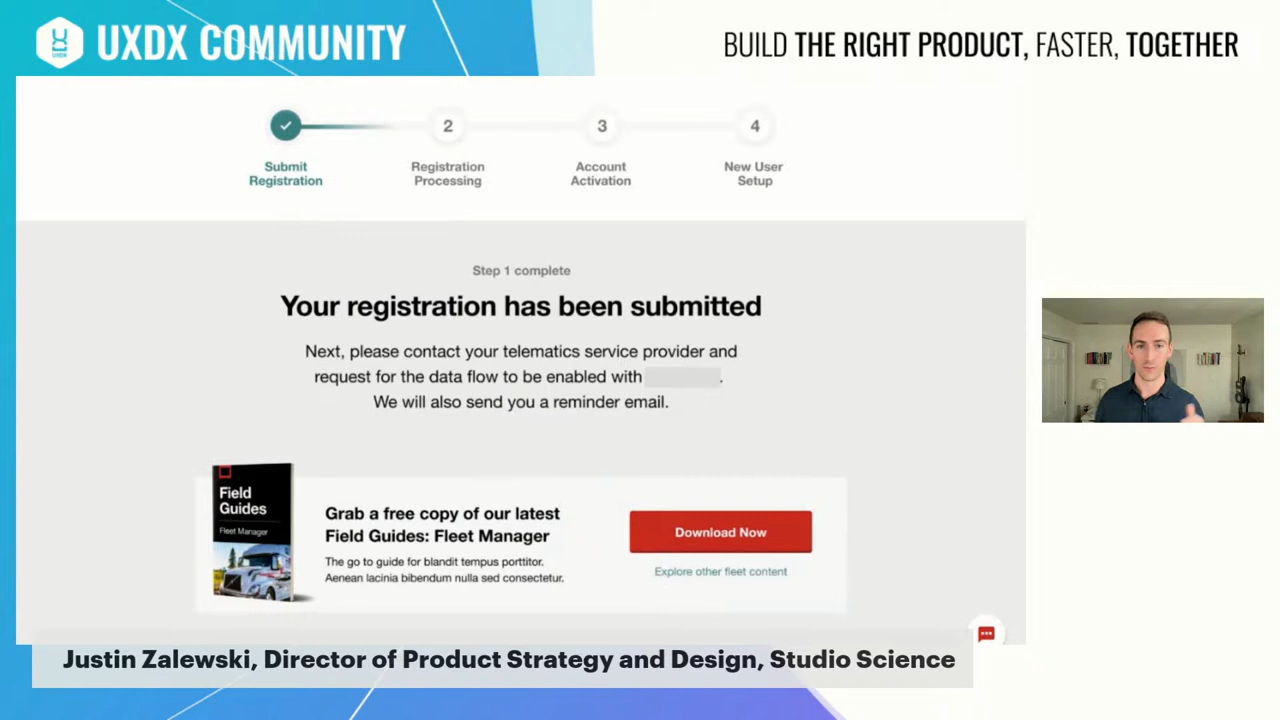 UXDX
UXDX COMMUNITY
BUILD THE RIGHT PRODUCT, FASTER, TOGETHER
2
3
4
Submit
Registration
Registration
Processing
Account
Activation
New User
Setup
Step 1 complete
Your registration has been submitted
Next, please contact your telematics service provider and
request for the data flow to be enabled with .
We will also send you a reminder email.
Field
Guides
Fleet Manager
Grab a free copy of our latest
Field Guides: Fleet Manager
The go to guide for blandit tempus porttitor.
Aenean lacinia bibendum nulla sed consectetur.
Download Now
Explore other fleet content
Justin Zalewski, Director of Product Strategy and Design, Studio Science